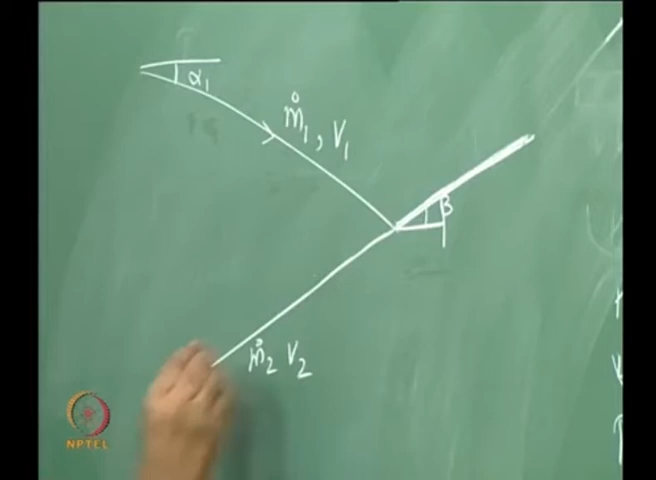 α₁
ṁ₁, V₁
β
ṁ₂ V₂
NPTEL